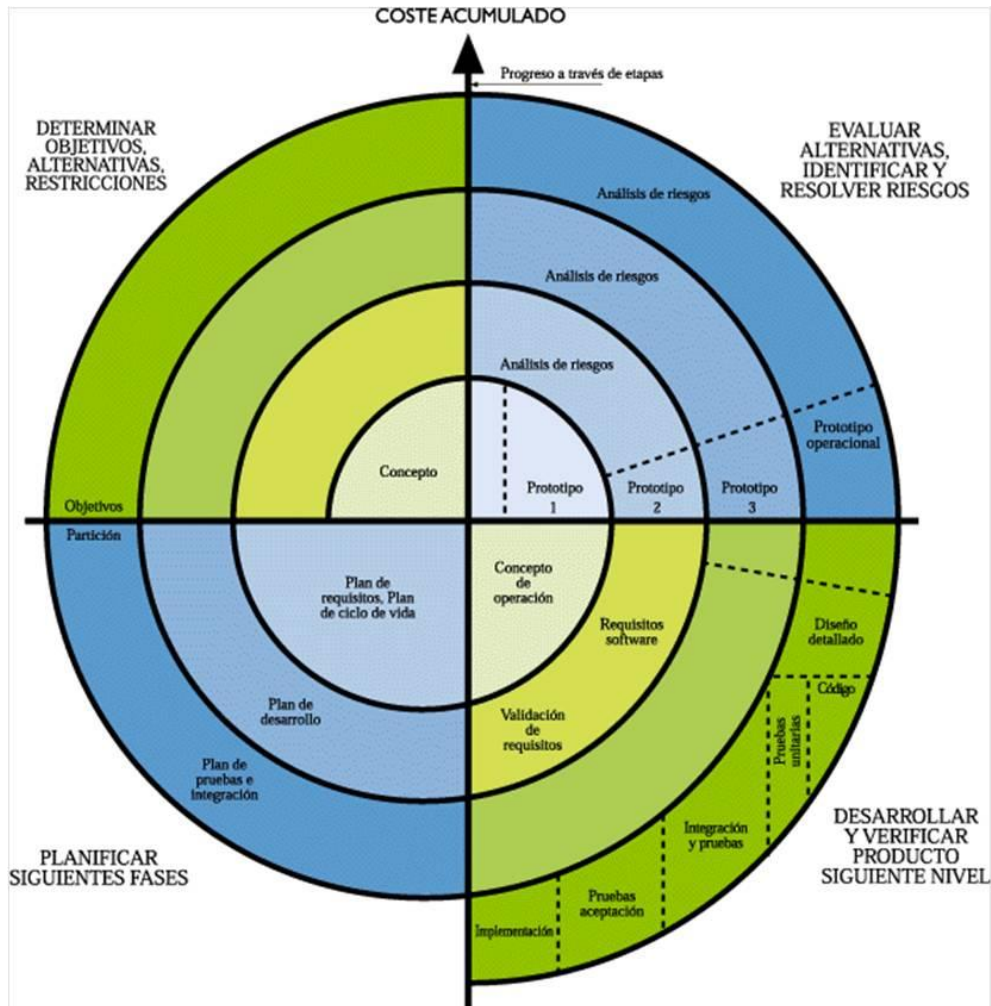 COSTE ACUMULADO
Progreso a través de etapas
DETERMINAR
OBJETIVOS,
ALTERNATIVAS,
RESTRICCIONES
EVALUAR
ALTERNATIVAS,
IDENTIFICAR Y
RESOLVER RIESGOS
Análisis de riesgos
Análisis de riesgos
Análisis de riesgos
Prototipo
operacional
Concepto
Prototipo
1
Prototipo
2
Prototipo
3
Objetivos
Partición
Plan de
requisitos, Plan
de ciclo de vida
Concepto
de
operación
Requisitos
software
Diseño
detallado
Código
Pruebas
unitarias
Plan de
desarrollo
Validación
de
requisitos
Plan de
pruebas e
integración
Integración
y pruebas
Pruebas
aceptación
Implementación
PLANIFICAR
SIGUIENTES FASES
DESARROLLAR
Y VERIFICAR
PRODUCTO
SIGUIENTE NIVEL